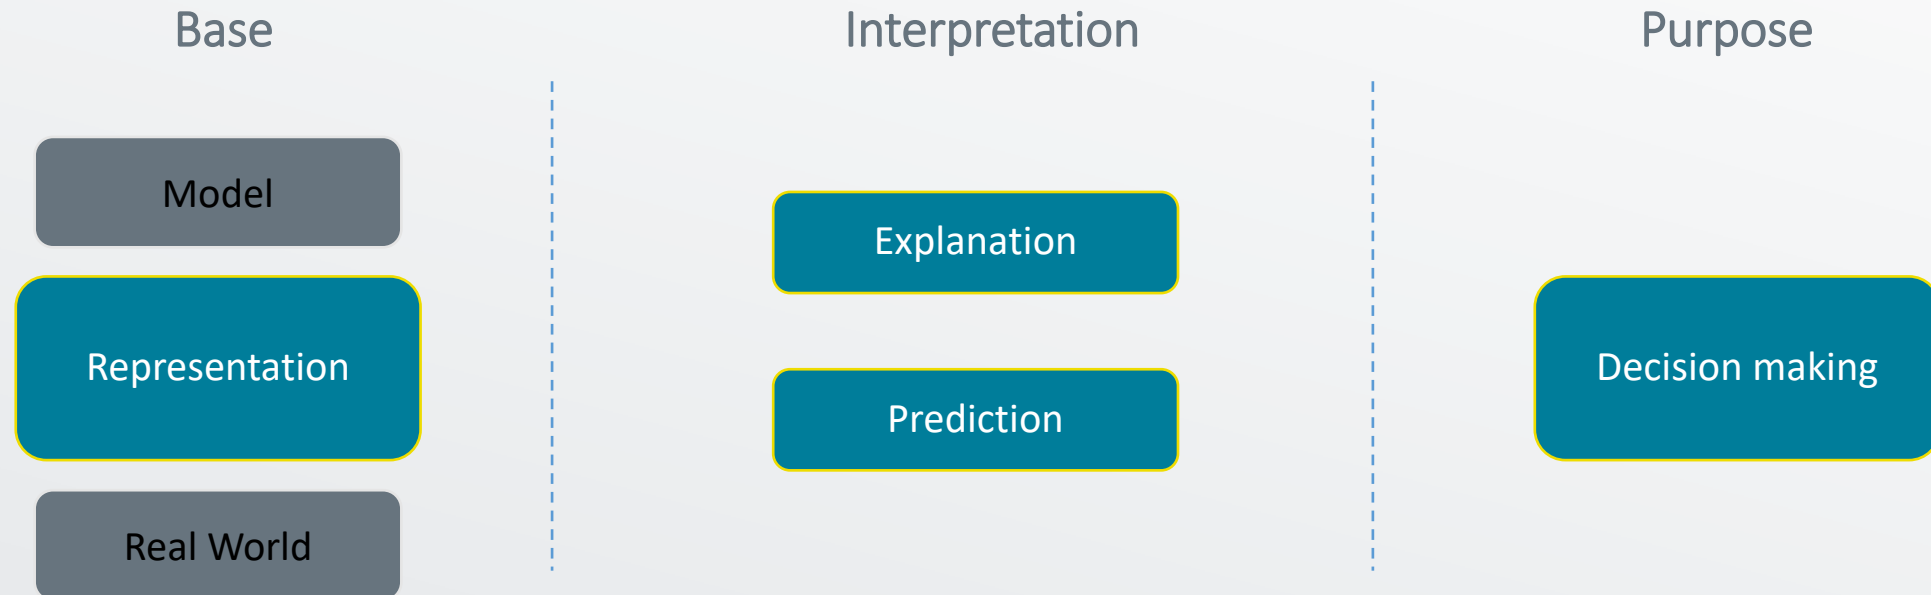 Base
Interpretation
Purpose
Model
Explanation
Representation
Decision making
Prediction
Real World